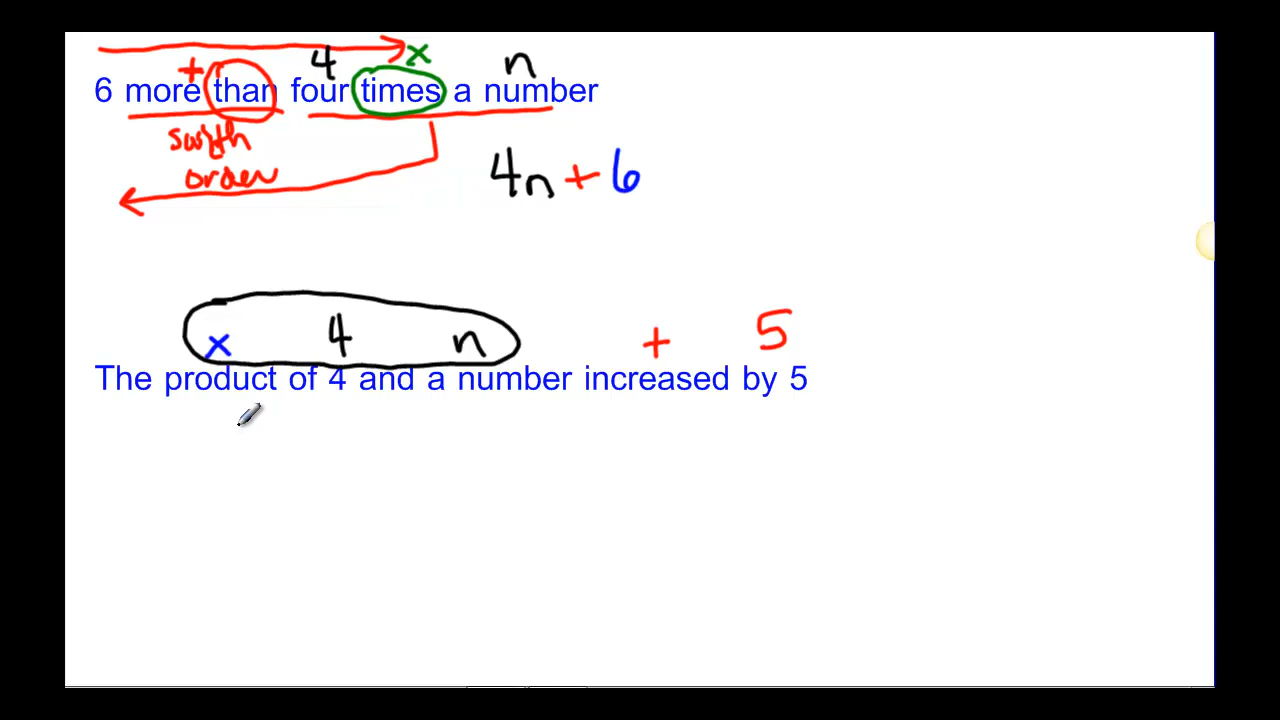 + 4 x n
6 more than four times a number
switch
order
4n + 6
x 4 n + 5
The product of 4 and a number increased by 5